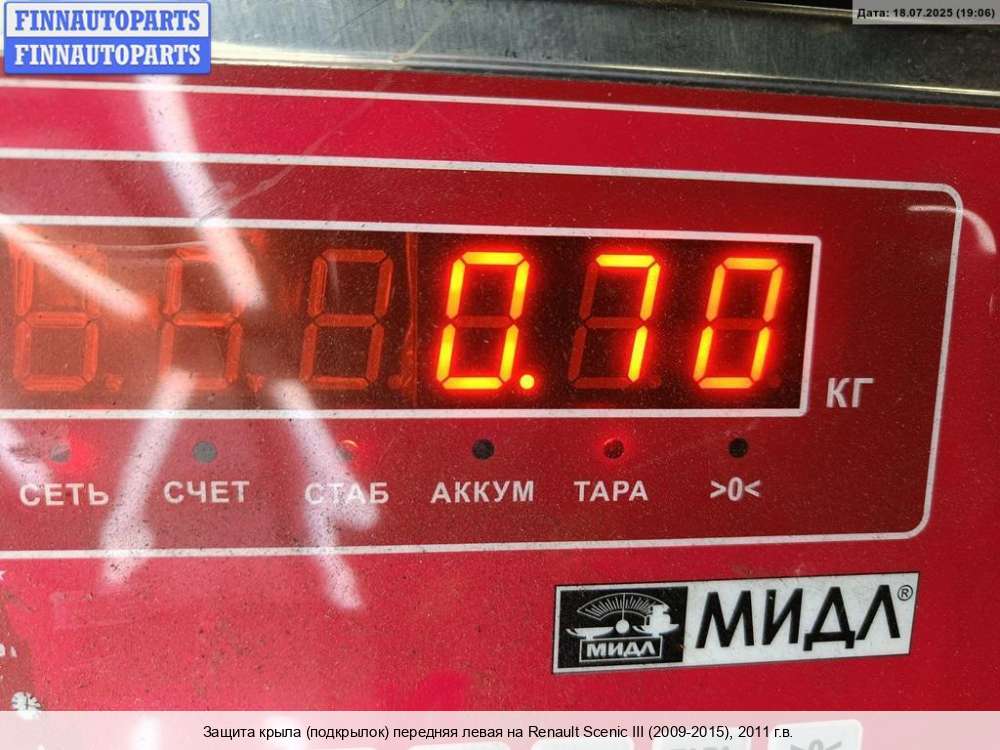 FINNAUTOPARTS
FINNAUTOPARTS
Дата: 18.07.2025 (19:06)
0.70
КГ
СЕТЬ СЧЕТ СТАБ АККУМ ТАРА >0<
МИДЛ МИДЛ®
Защита крыла (подкрылок) передняя левая на Renault Scenic III (2009-2015), 2011 г.в.